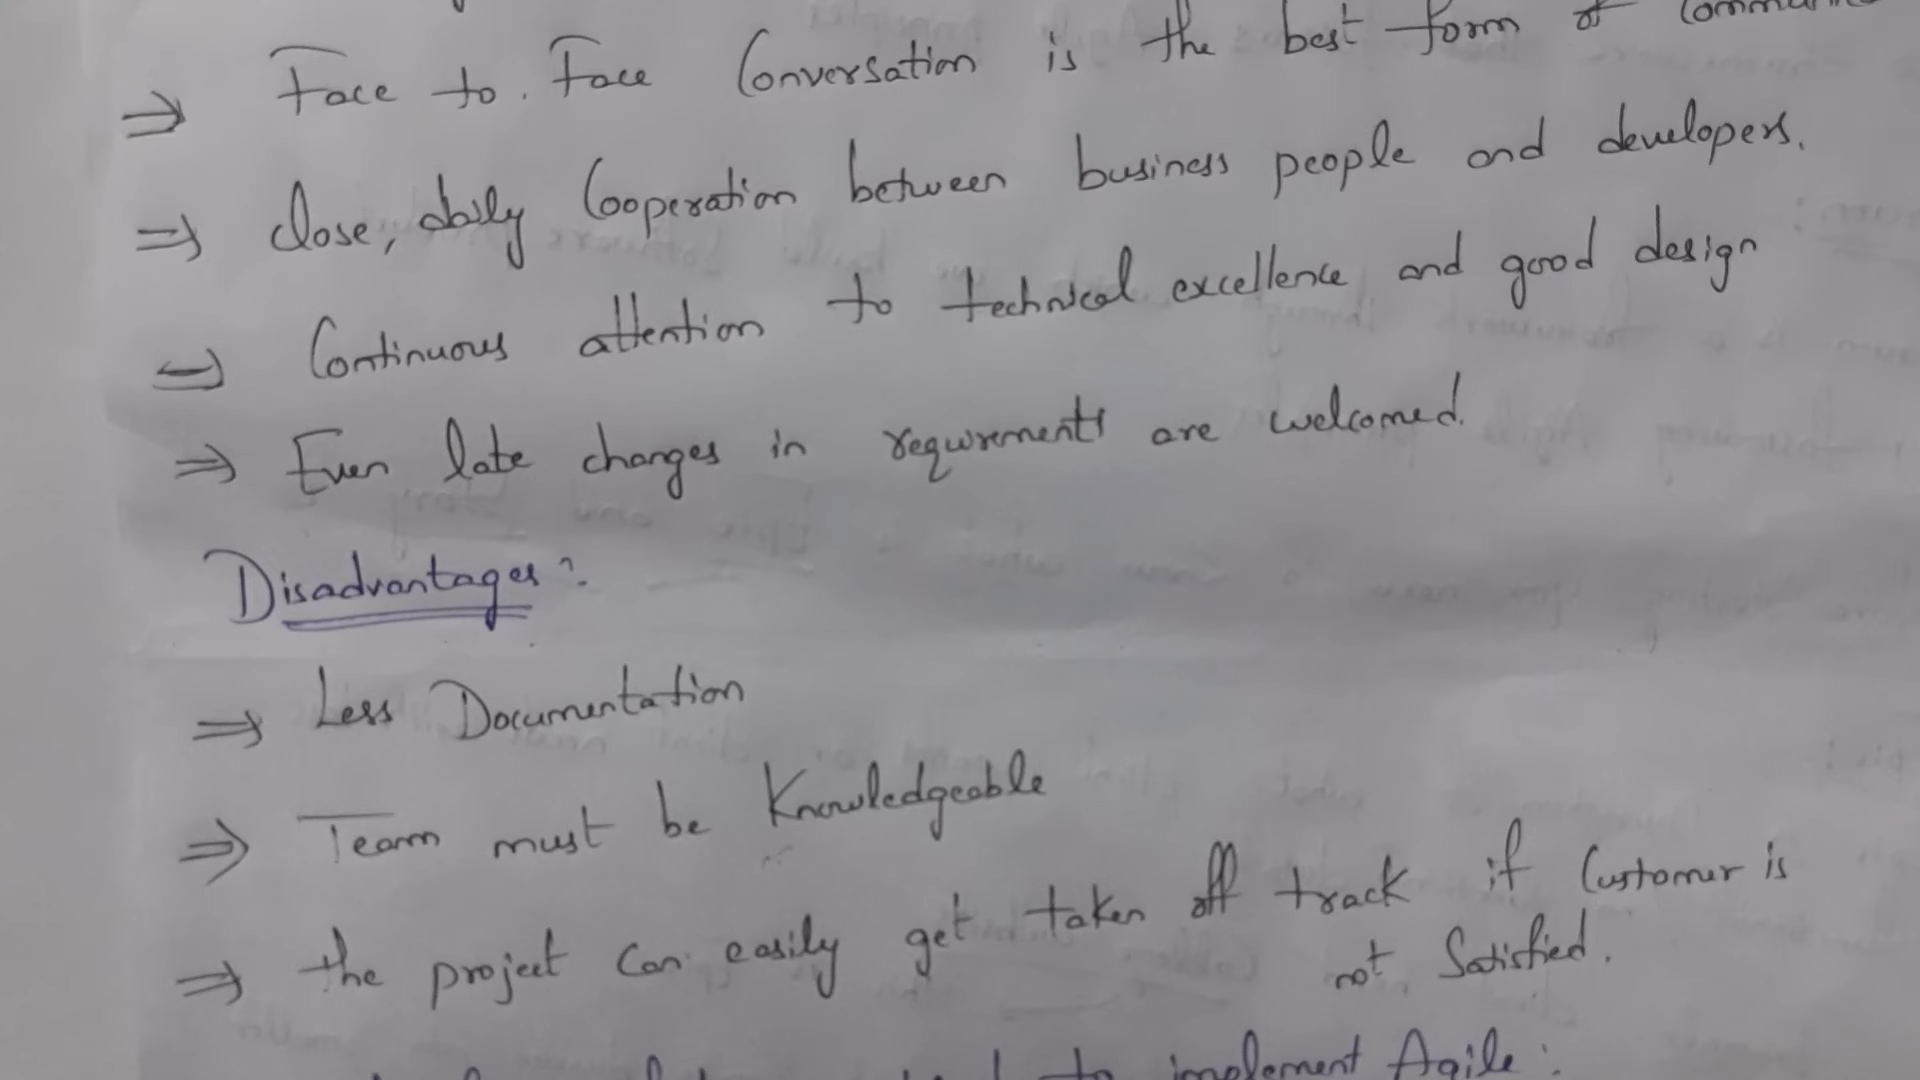 ⇒ Face to Face Conversation is the best form of
⇒ close, daily Cooperation between business people and developers.
⇒ Continuous attention to technical excellence and good design
⇒ Even late changes in requirements are welcomed.
Disadvantages:
⇒ Less Documentation
⇒ Team must be Knowledgeable
⇒ the project can easily get taken off track if Customer is
not Satisfied.
to implement Agile: